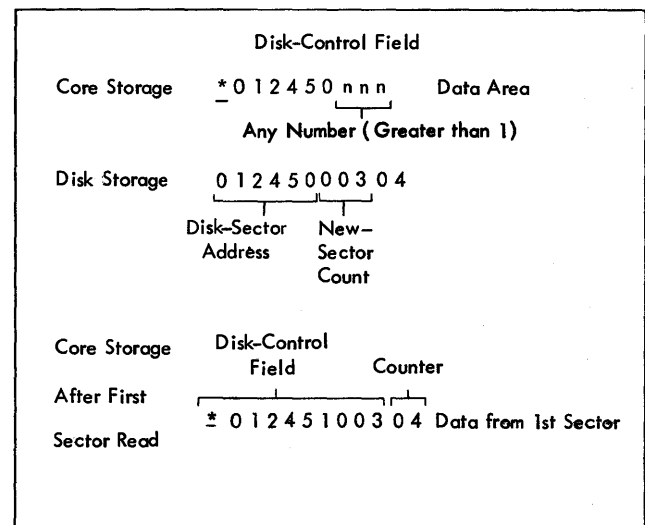 Disk-Control Field
Core Storage * 0 1 2 4 5 0 n n n Data Area
Any Number ( Greater than 1)
Disk Storage 0 1 2 4 5 0 0 0 3 0 4
Disk-Sector Address
New-Sector Count
Core Storage After First Sector Read
Disk-Control Field
Counter
* 0 1 2 4 5 1 0 0 3 0 4 Data from 1st Sector